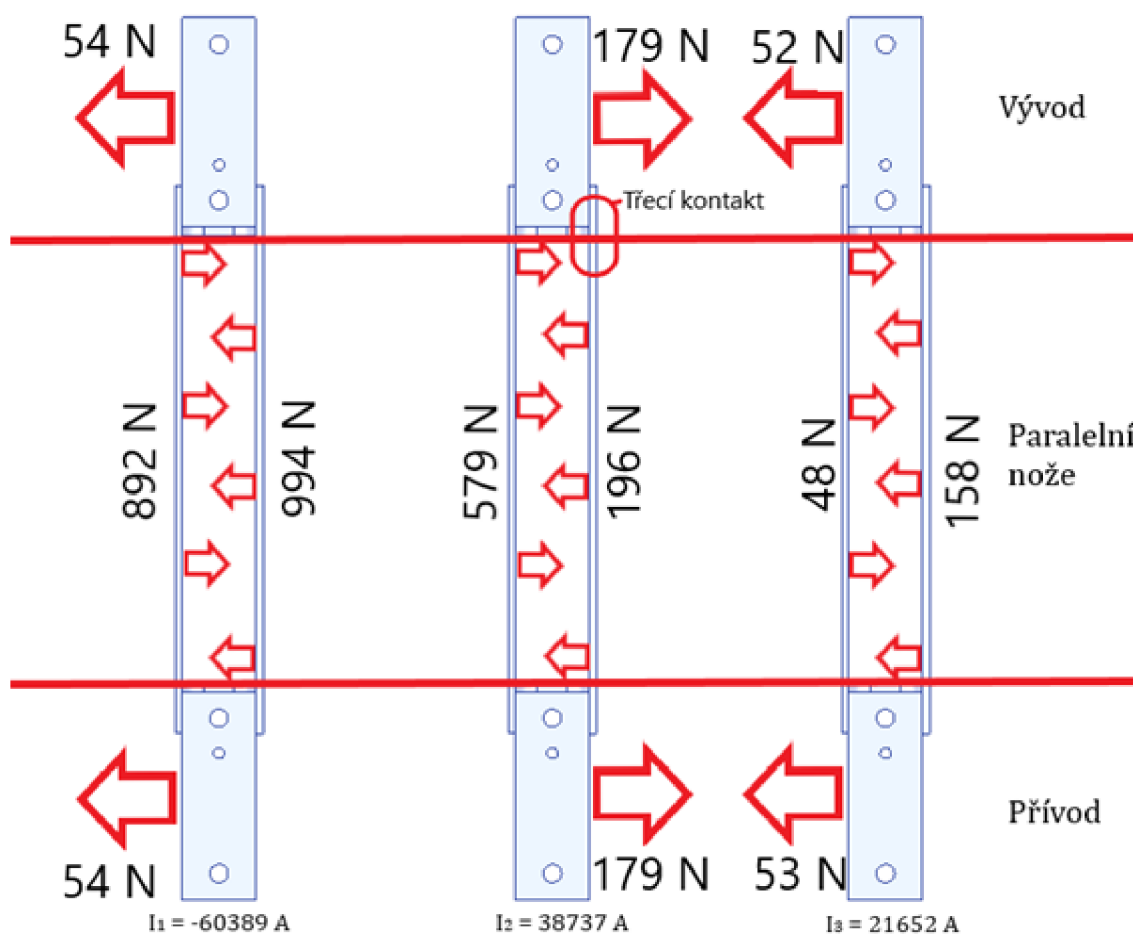 54 N
179 N
52 N
Vývod
Třecí kontakt
892 N
994 N
579 N
196 N
48 N
158 N
Paralelní
nože
Přívod
54 N
179 N
53 N
I₁ = -60389 A
I₂ = 38737 A
I₃ = 21652 A